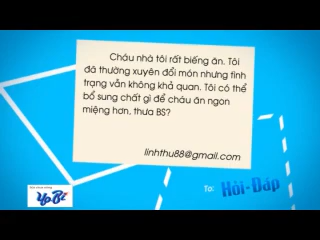 Cháu nhà tôi rất biếng ăn. Tôi
đã thường xuyên đổi món nhưng tình
trạng vẫn không khả quan. Tôi có thể
bổ sung chất gì để cháu ăn ngon
miệng hơn, thưa BS?
linhthu88@gmail.com
To: Hỏi-Đáp